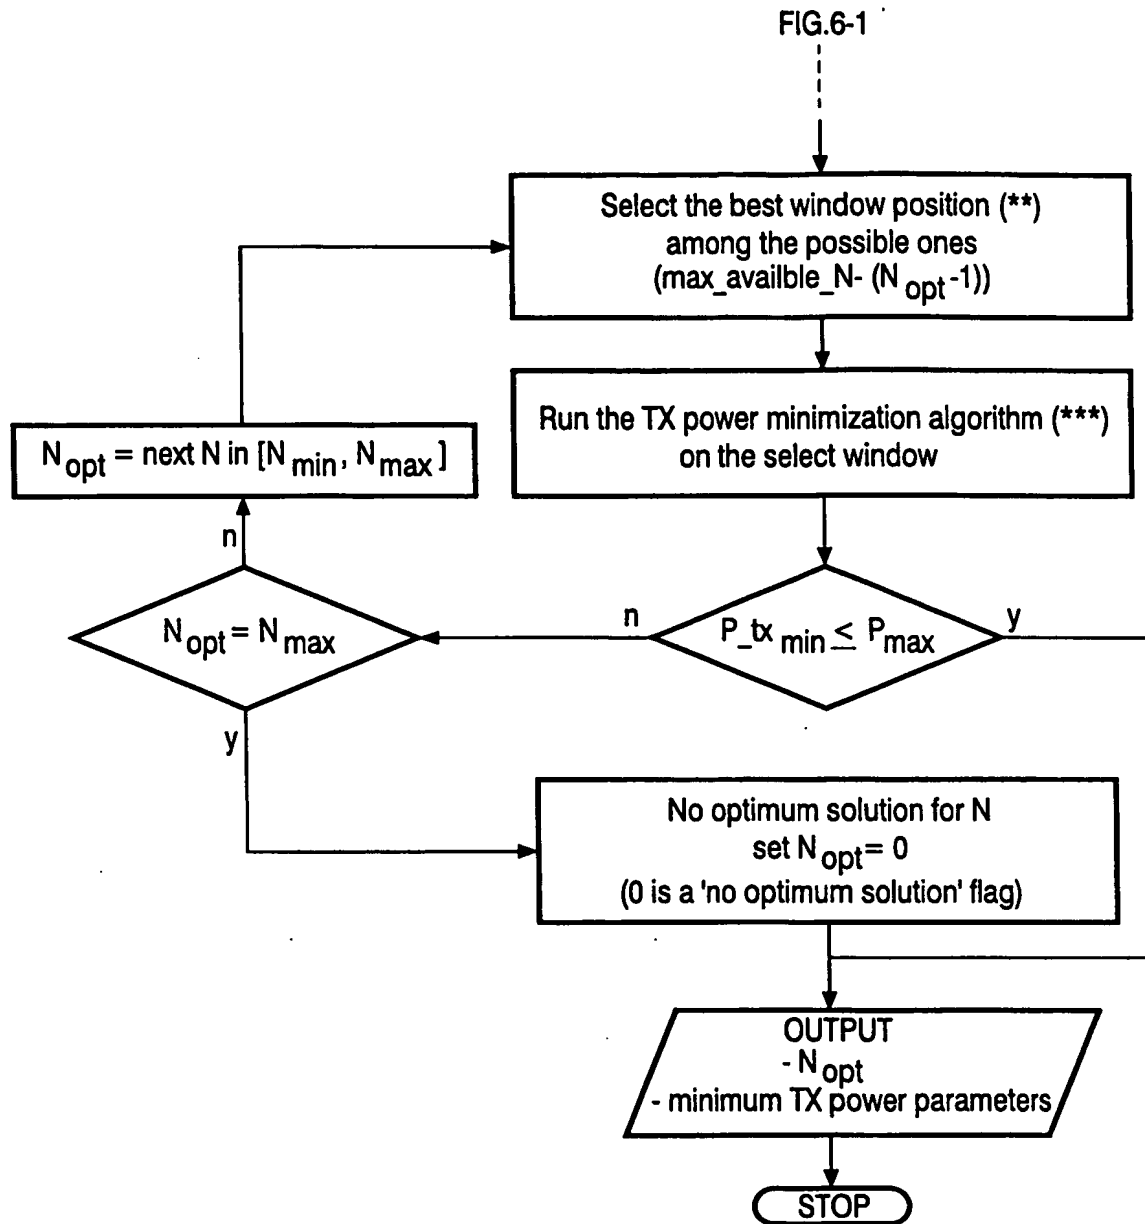 FIG.6-1
Select the best window position (**)
among the possible ones
(max_availble_N- (N opt -1))
Run the TX power minimization algorithm (***)
on the select window
N opt = next N in [N min, N max]
n
N opt = N max
n
P_tx min ≤ P max
y
y
No optimum solution for N
set N opt = 0
(0 is a 'no optimum solution' flag)
OUTPUT
- N opt
- minimum TX power parameters
STOP